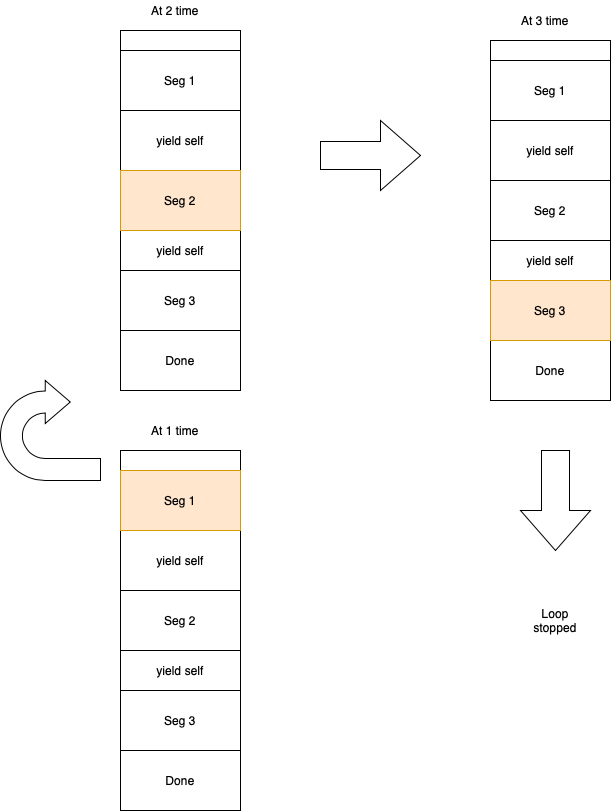 At 2 time
Seg 1
yield self
Seg 2
yield self
Seg 3
Done
At 3 time
Seg 1
yield self
Seg 2
yield self
Seg 3
Done
At 1 time
Seg 1
yield self
Seg 2
yield self
Seg 3
Done
Loop
stopped